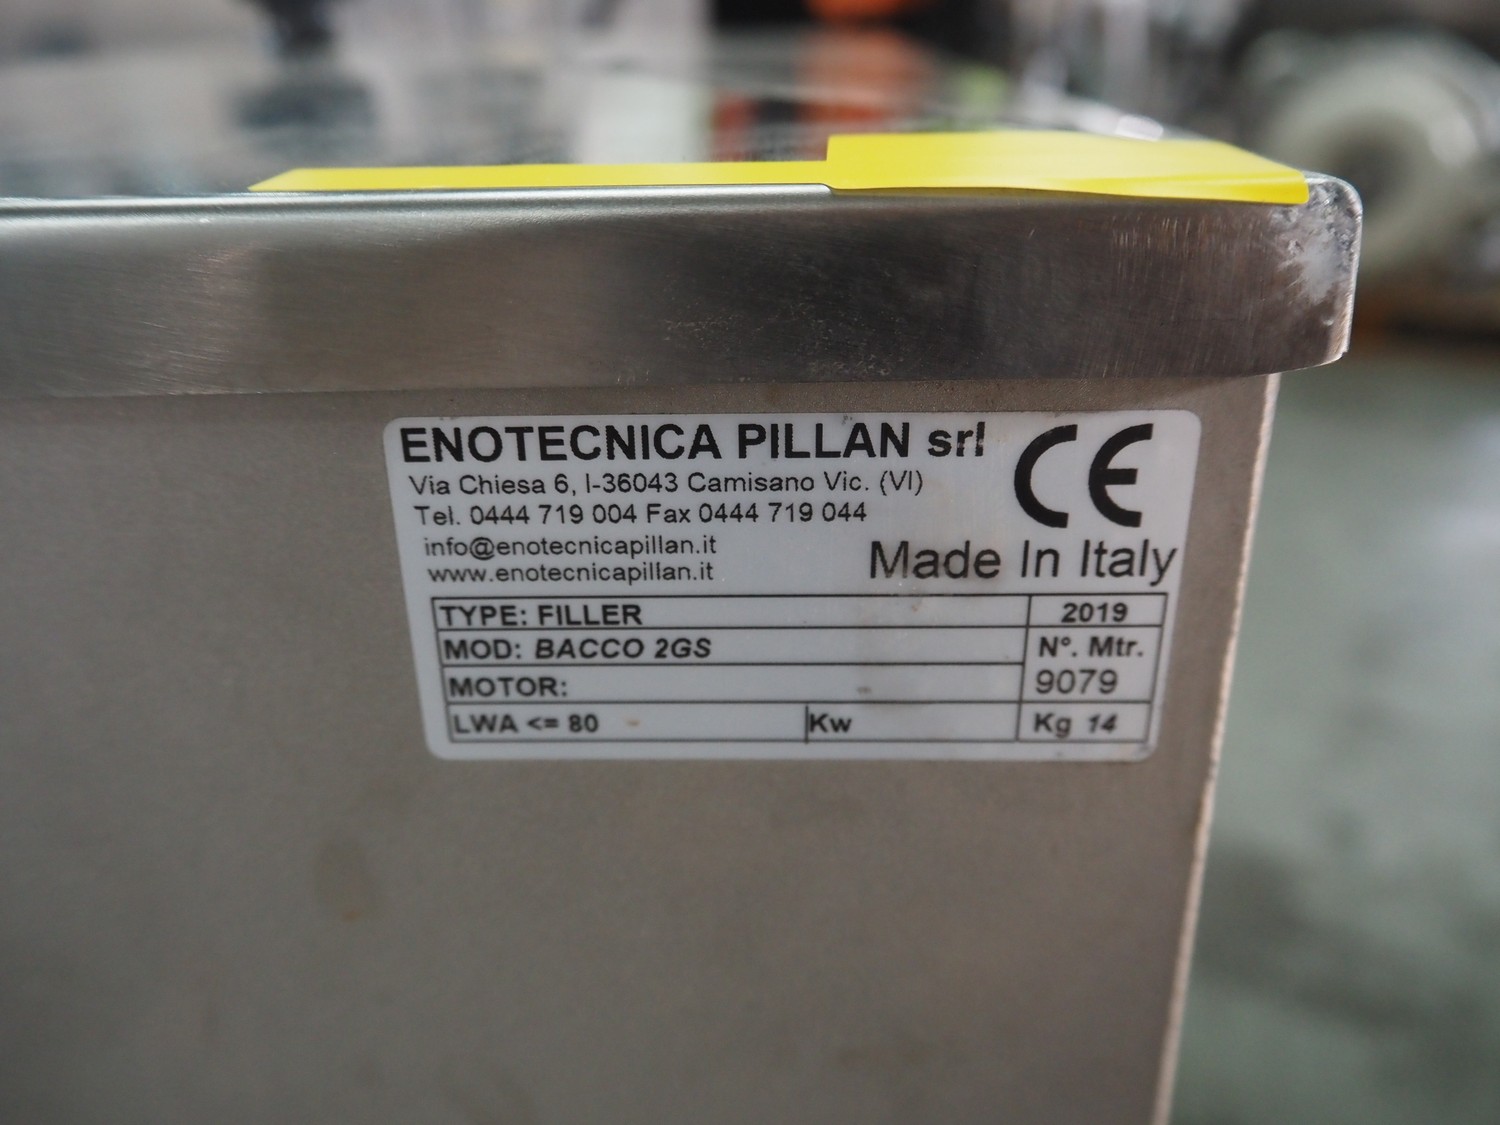 ENOTECNICA PILLAN srl
CE
Via Chiesa 6, I-36043 Camisano Vic. (VI)
Tel. 0444 719 004 Fax 0444 719 044
info@enotecnicapillan.it
www.enotecnicapillan.it
Made In Italy
TYPE: FILLER
2019
MOD: BACCO 2GS
N°. Mtr.
MOTOR:
9079
LWA <= 80
Kw
Kg 14